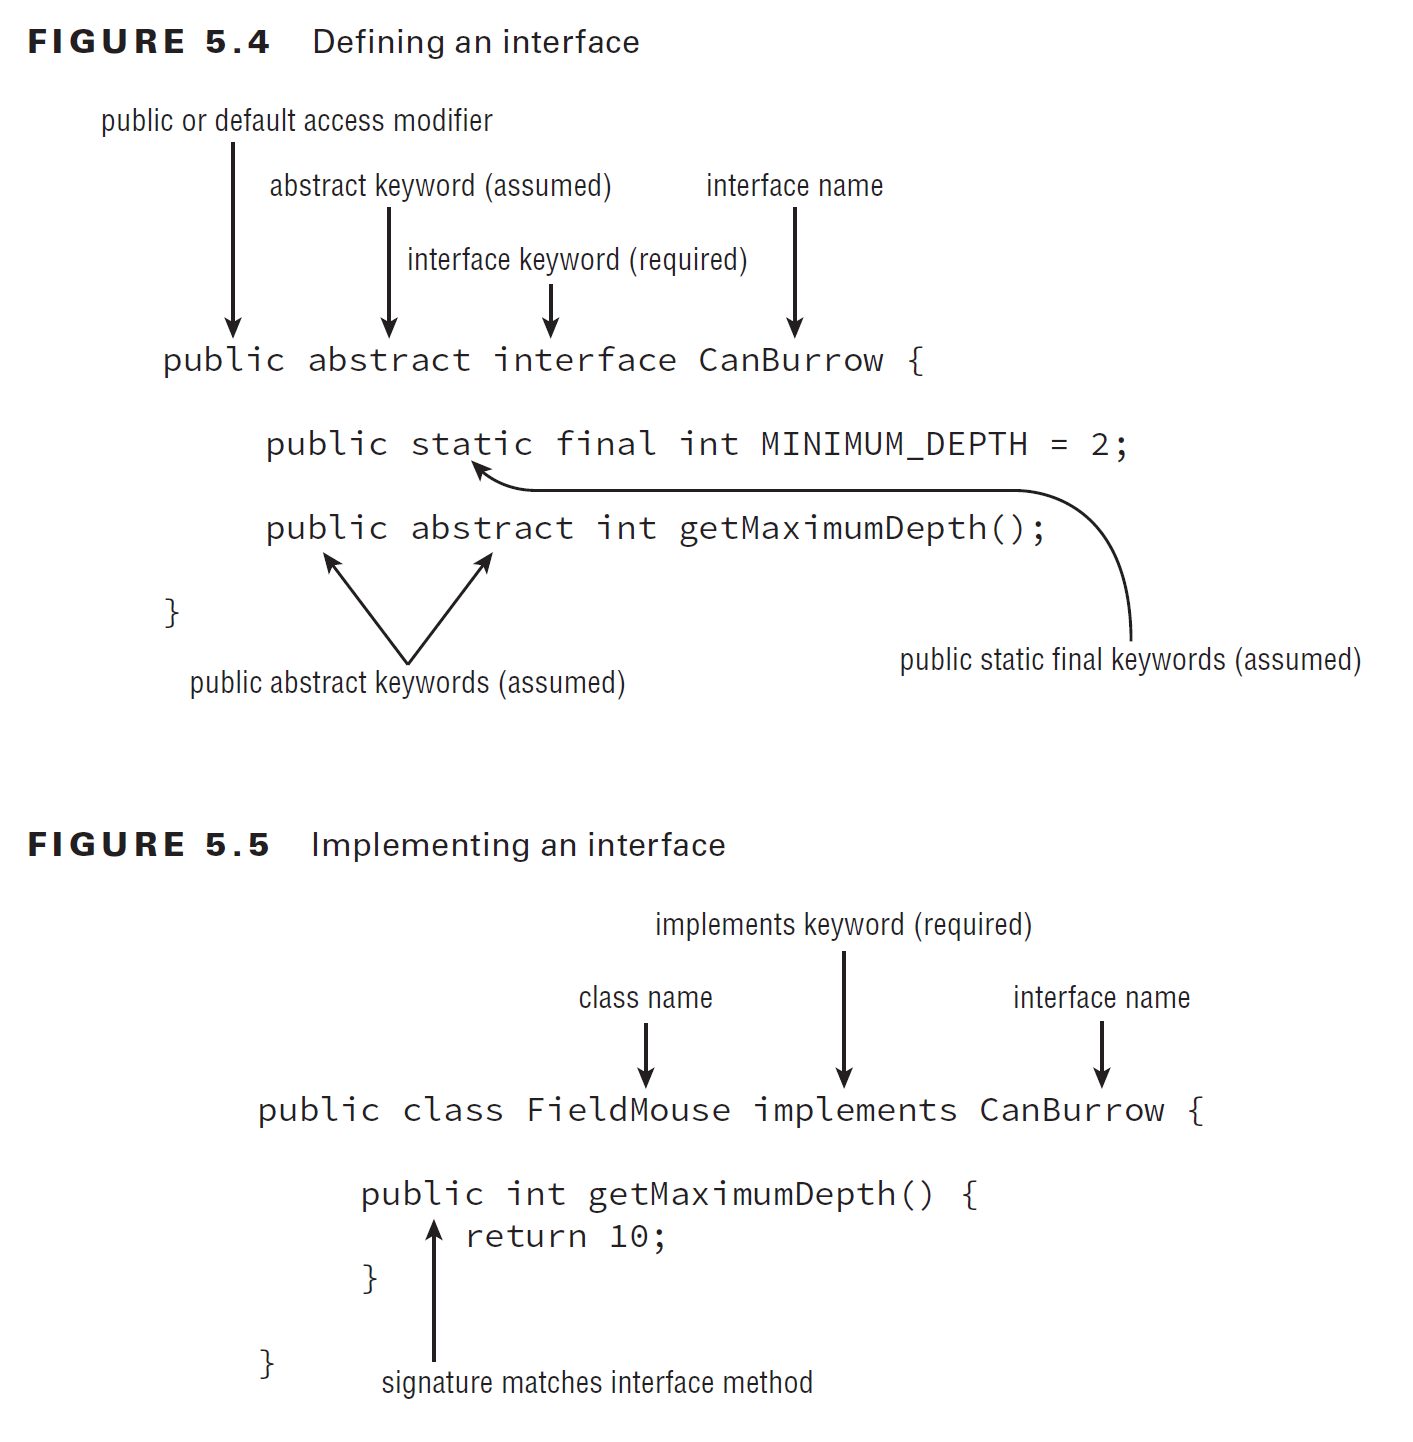 FIGURE 5.4 Defining an interface
public or default access modifier
abstract keyword (assumed)
interface name
interface keyword (required)
public abstract interface CanBurrow {
public static final int MINIMUM_DEPTH = 2;
public abstract int getMaximumDepth();
}
public static final keywords (assumed)
public abstract keywords (assumed)
FIGURE 5.5 Implementing an interface
implements keyword (required)
class name
interface name
public class FieldMouse implements CanBurrow {
public int getMaximumDepth() {
return 10;
}
}
signature matches interface method